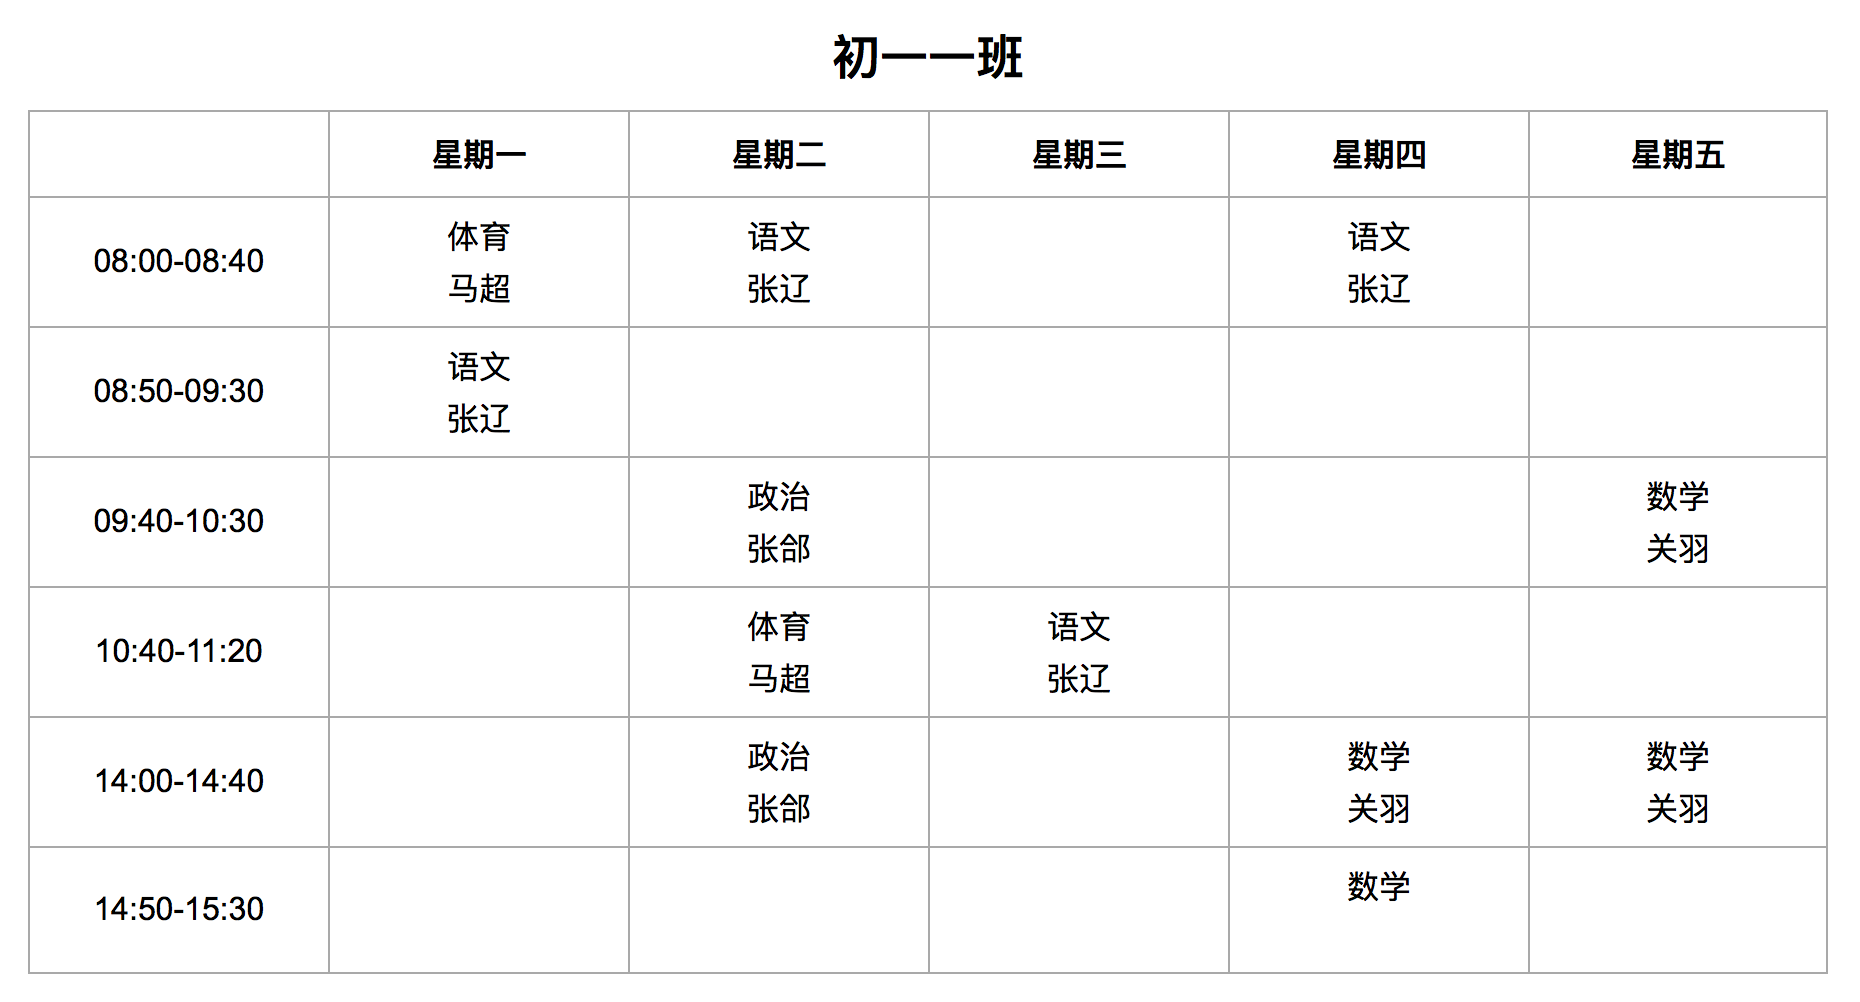 初一一班
星期一 星期二 星期三 星期四 星期五
08:00-08:40 体育 语文 语文
马超 张辽 张辽
08:50-09:30 语文
张辽
09:40-10:30 政治 数学
张郃 关羽
10:40-11:20 体育 语文
马超 张辽
14:00-14:40 政治 数学 数学
张郃 关羽 关羽
14:50-15:30 数学